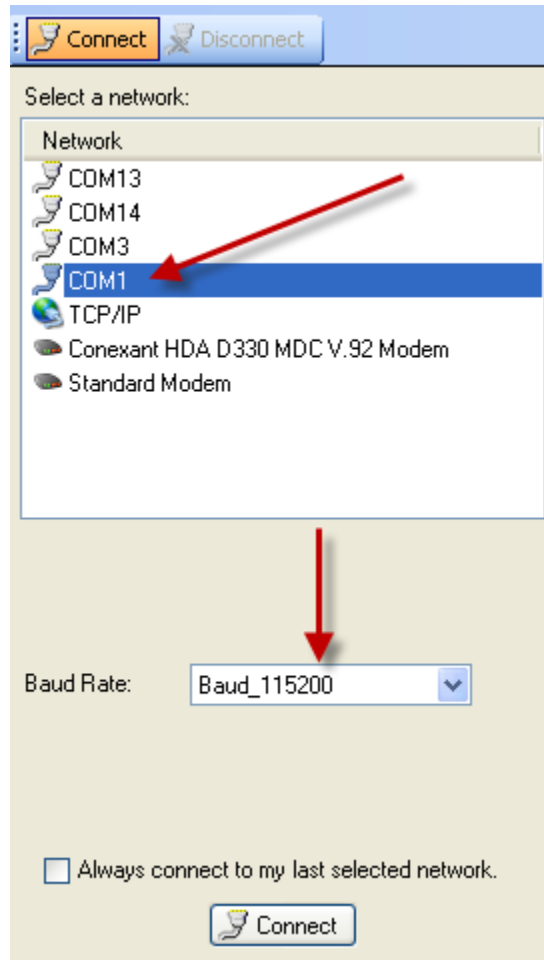 Connect Disconnect
Select a network:
Network
COM13
COM14
COM3
COM1
TCP/IP
Conexant HDA D330 MDC V.92 Modem
Standard Modem
Baud Rate: Baud_115200
Always connect to my last selected network.
Connect